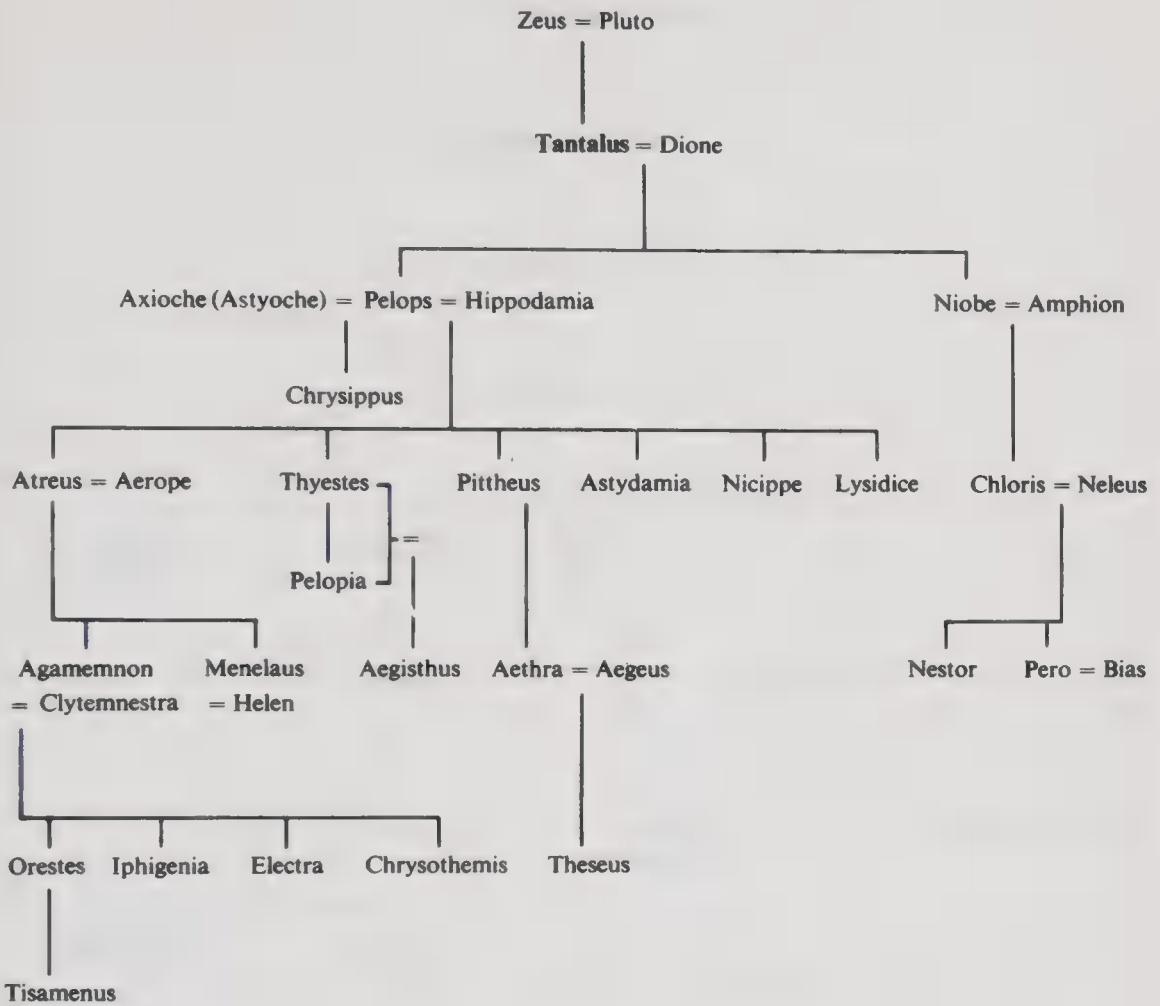 Zeus = Pluto
Tantalus = Dione
Axioche (Astyoche) = Pelops = Hippodamia
Niobe = Amphion
Chrysippus
Atreus = Aerope
Thyestes
Pittheus
Astydamia
Nicippe
Lysidice
Chloris = Neleus
=
Pelopia
Agamemnon
= Clytemnestra
Menelaus
= Helen
Aegisthus
Aethra = Aegeus
Nestor
Pero = Bias
Orestes
Iphigenia
Electra
Chrysothemis
Theseus
Tisamenus